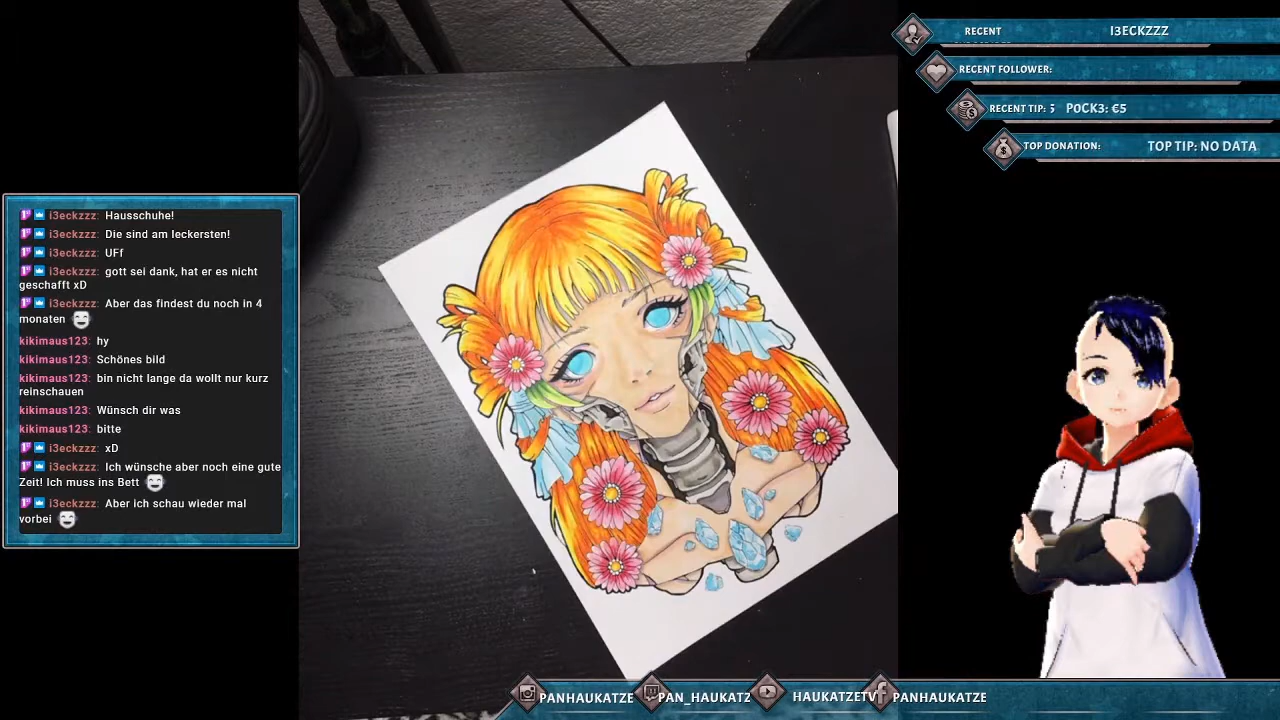 i3eckzzz: Hausschuhe!
i3eckzzz: Die sind am leckersten!
i3eckzzz: UFf
i3eckzzz: gott sei dank, hat er es nicht
geschafft xD
i3eckzzz: Aber das findest du noch in 4
monaten
kikimaus123: hy
kikimaus123: Schönes bild
kikimaus123: bin nicht lange da wollt nur kurz
reinschauen
kikimaus123: Wünsch dir was
kikimaus123: bitte
i3eckzzz: xD
i3eckzzz: Ich wünsche aber noch eine gute
Zeit! Ich muss ins Bett
i3eckzzz: Aber ich schau wieder mal
vorbei
RECENT I3ECKZZZ
RECENT FOLLOWER:
RECENT TIP: POCK3: €5
TOP DONATION: TOP TIP: NO DATA
PANHAUKATZE PAN_HAUKATZ HAUKATZETV PANHAUKATZE